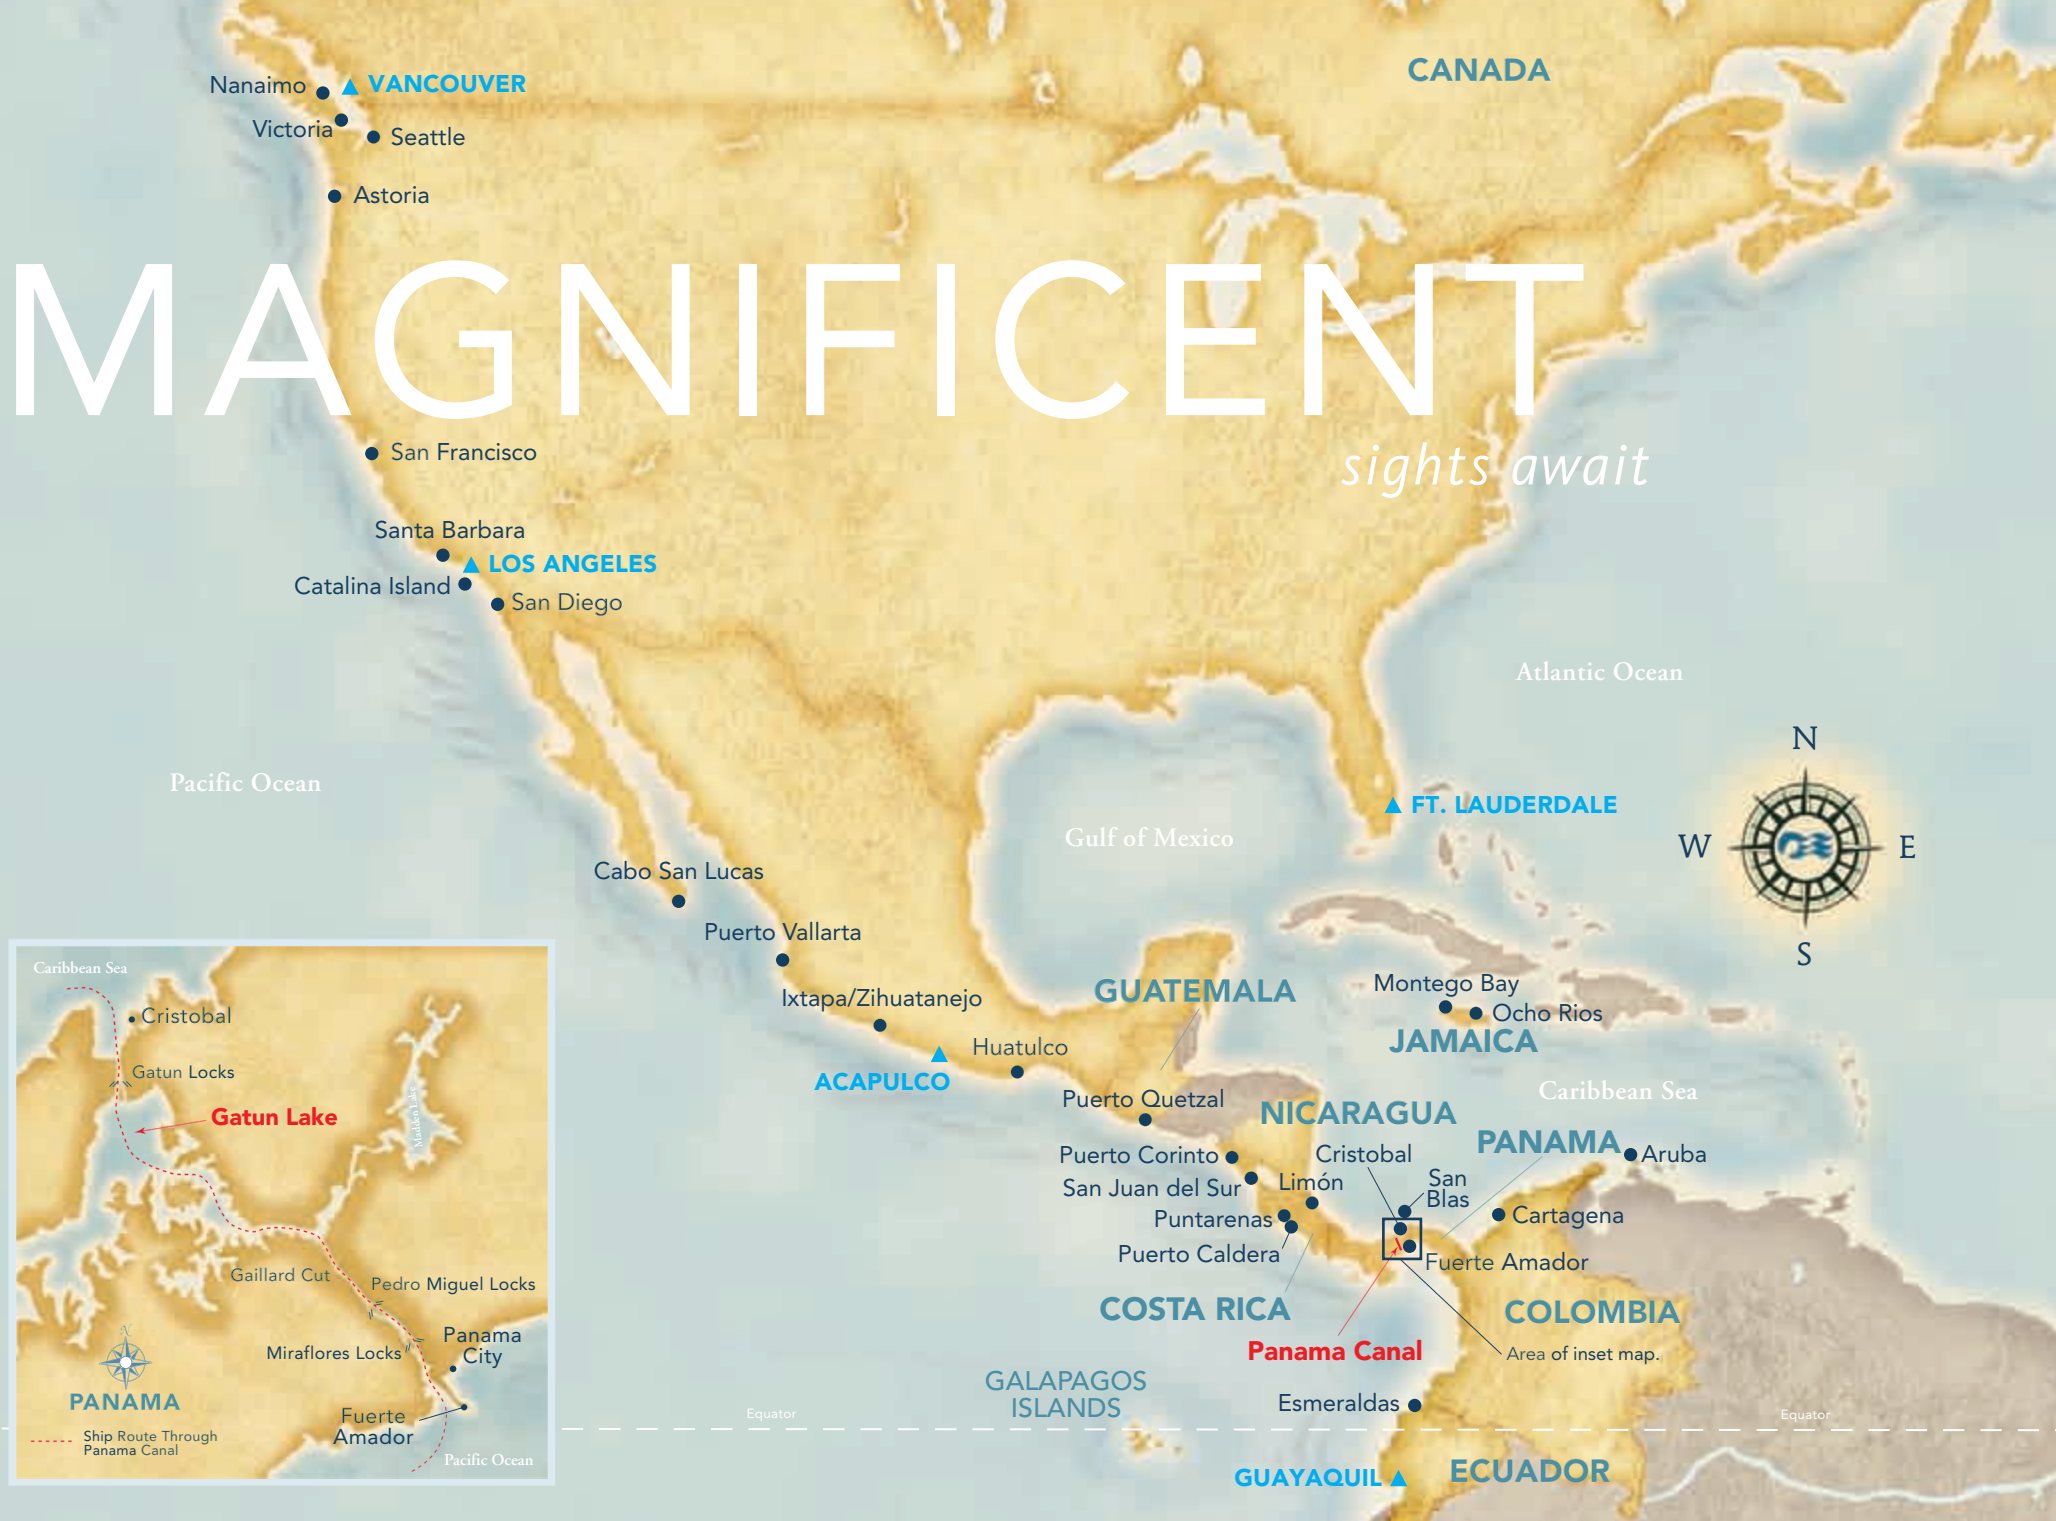 CANADA
Nanaimo
VANCOUVER
Victoria
Seattle
Astoria
MAGNIFICENT
sights await
San Francisco
Santa Barbara
LOS ANGELES
Catalina Island
San Diego
Atlantic Ocean
N
W
E
S
Pacific Ocean
FT. LAUDERDALE
Gulf of Mexico
Cabo San Lucas
Puerto Vallarta
Ixtapa/Zihuatanejo
GUATEMALA
Montego Bay
Ocho Rios
JAMAICA
Huatulco
ACAPULCO
Caribbean Sea
Puerto Quetzal
NICARAGUA
PANAMA
Aruba
Puerto Corinto
Cristobal
San Juan del Sur
Limón
San
Blas
Puntarenas
Cartagena
Puerto Caldera
Fuerte Amador
COSTA RICA
COLOMBIA
Panama Canal
Area of inset map.
GALAPAGOS
ISLANDS
Esmeraldas
Equator
Equator
GUAYAQUIL
ECUADOR
Caribbean Sea
Cristobal
Gatun Locks
Gatun Lake
Madden Lake
Gaillard Cut
Pedro Miguel Locks
Miraflores Locks
Panama
City
N
PANAMA
Fuerte
Amador
Ship Route Through
Panama Canal
Pacific Ocean